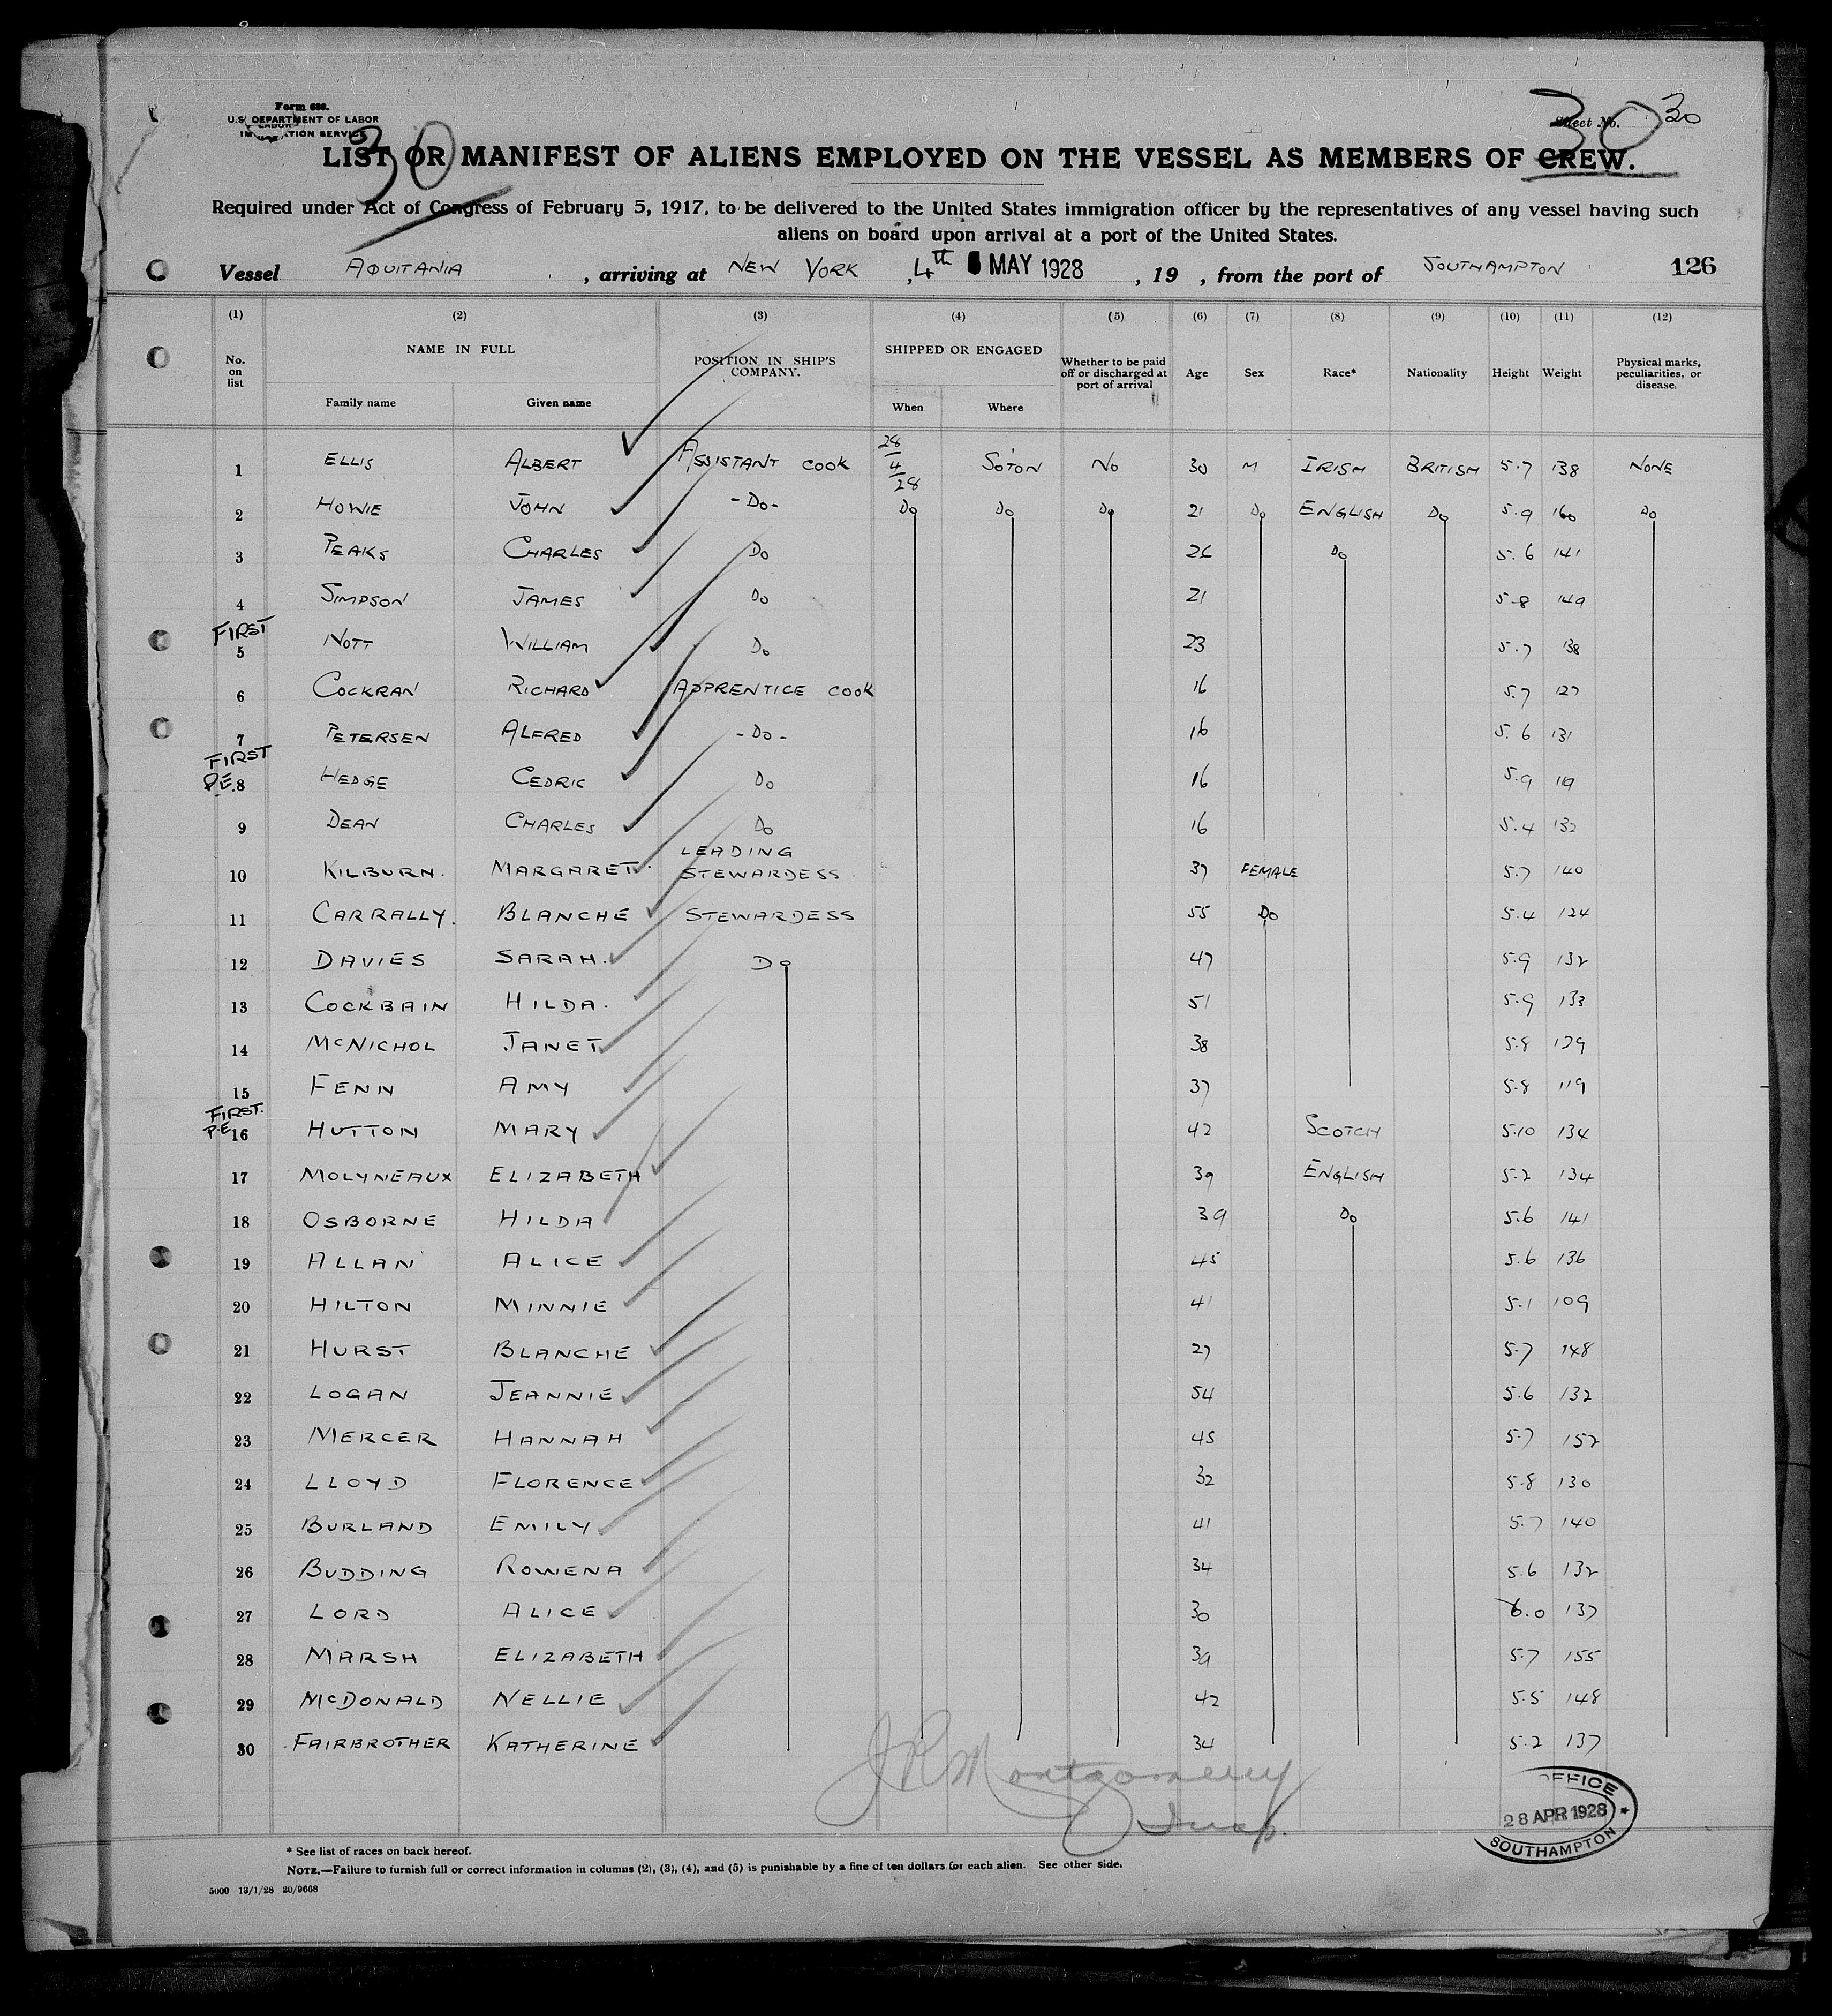 Form 680.
U.S. DEPARTMENT OF LABOR
IMMIGRATION SERVICE
Sheet No. 30
30
30
LIST OR MANIFEST OF ALIENS EMPLOYED ON THE VESSEL AS MEMBERS OF CREW.
Required under Act of Congress of February 5, 1917, to be delivered to the United States immigration officer by the representatives of any vessel having such
aliens on board upon arrival at a port of the United States.
Vessel AQUITANIA , arriving at NEW YORK , 4th MAY 1928 , 19 , from the port of SOUTHAMPTON 126
(1) (2) (3) (4) (5) (6) (7) (8) (9) (10) (11) (12)
No. on list NAME IN FULL POSITION IN SHIP'S COMPANY. SHIPPED OR ENGAGED Whether to be paid off or discharged at port of arrival Age Sex Race* Nationality Height Weight Physical marks, peculiarities, or disease.
Family name Given name When Where
1 ELLIS ALBERT ASSISTANT COOK 28/4/28 SOTON NO 30 M IRISH BRITISH 5.7 138 NONE
2 HOWIE JOHN -DO- DO DO DO 21 DO ENGLISH DO 5.9 160 DO
3 PEAKS CHARLES DO 26 DO 5.6 141
4 SIMPSON JAMES DO 21 5-8 149
FIRST
5 NOTT WILLIAM DO 23 5.7 138
6 COCKRAN RICHARD APPRENTICE COOK 16 5.7 127
7 PETERSEN ALFRED -DO- 16 5.6 131
FIRST
P.E. 8 HEDGE CEDRIC DO 16 5.9 119
9 DEAN CHARLES DO 16 5.4 132
10 KILBURN. MARGARET. LEADING STEWARDESS 37 FEMALE 5.7 140
11 CARRALLY. BLANCHE STEWARDESS 55 DO 5.4 124
12 DAVIES SARAH. DO 47 5.9 132
13 COCKBAIN HILDA. 51 5.9 133
14 McNICHOL JANET 38 5.8 129
15 FENN AMY 37 5.8 119
FIRST.
P.E. 16 HUTTON MARY 42 SCOTCH 5.10 134
17 MOLYNEAUX ELIZABETH 39 ENGLISH 5.2 134
18 OSBORNE HILDA 39 DO 5.6 141
19 ALLAN ALICE 45 5.6 136
20 HILTON MINNIE 41 5.1 109
21 HURST BLANCHE 27 5.7 148
22 LOGAN JEANNIE 54 5.6 132
23 MERCER HANNAH 45 5.7 152
24 LLOYD FLORENCE 32 5.8 130
25 BURLAND EMILY 41 5.7 140
26 BUDDING ROWENA 34 5.6 132
27 LORD ALICE 30 6.0 137
28 MARSH ELIZABETH 39 5.7 155
29 McDONALD NELLIE 42 5.5 148
30 FAIRBROTHER KATHERINE 34 5.2 137
J R Montgomery
Insp.
OFFICE
28 APR 1928
SOUTHAMPTON
* See list of races on back hereof.
NOTE.—Failure to furnish full or correct information in columns (2), (3), (4), and (5) is punishable by a fine of ten dollars for each alien. See other side.
5000 13/1/28 20/9668